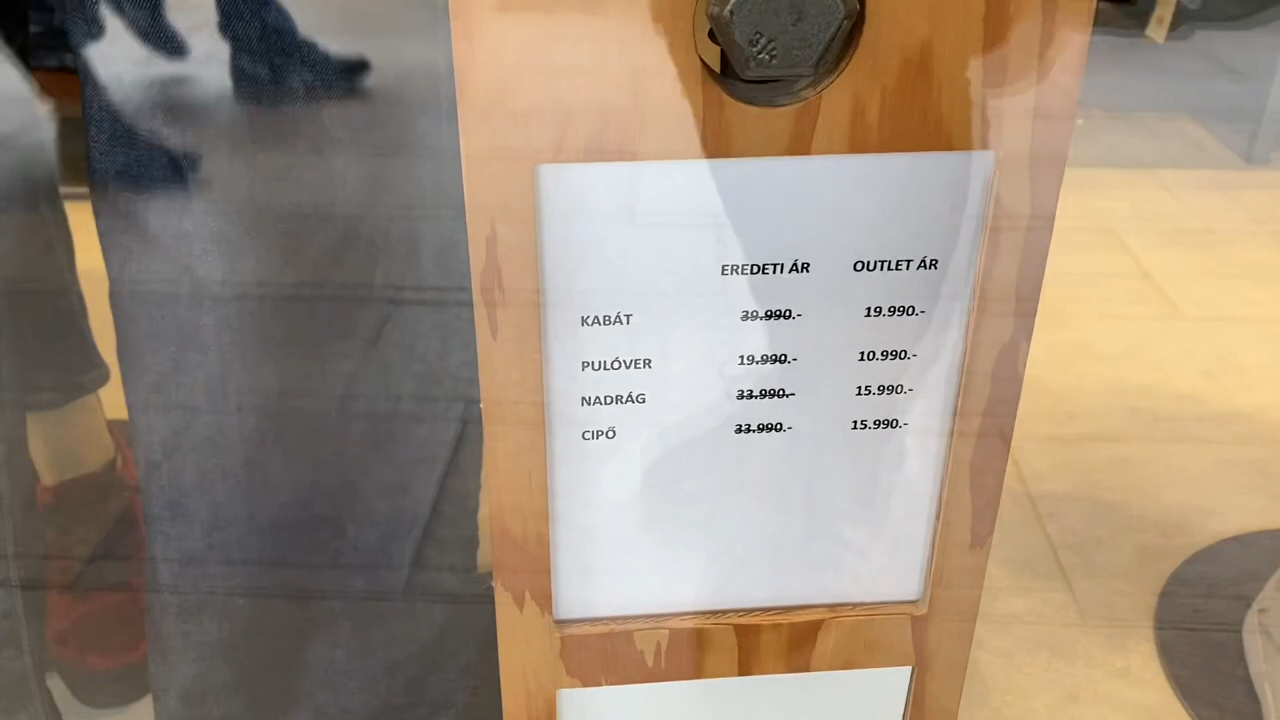 EREDETI ÁR OUTLET ÁR
KABÁT 39.990.- 19.990.-
PULÓVER 19.990.- 10.990.-
NADRÁG 33.990.- 15.990.-
CIPŐ 33.990.- 15.990.-